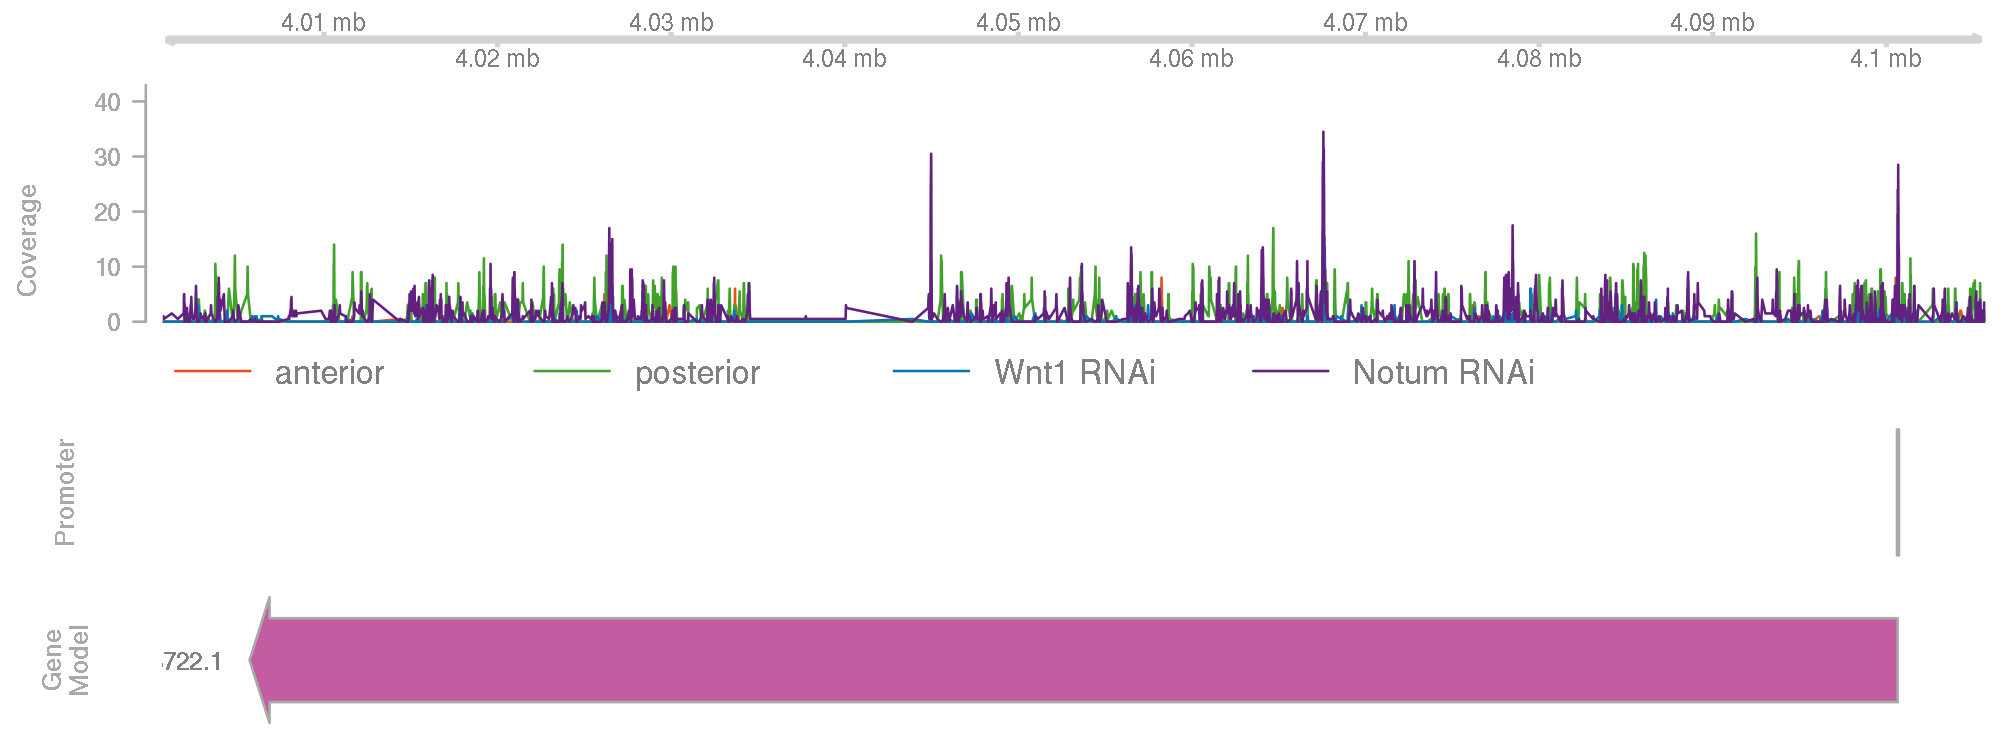 4.01 mb 4.03 mb 4.05 mb 4.07 mb 4.09 mb
4.02 mb 4.04 mb 4.06 mb 4.08 mb 4.1 mb
40
30
20
10
0
Coverage
anterior posterior Wnt1 RNAi Notum RNAi
Promoter
Gene
Model
722.1